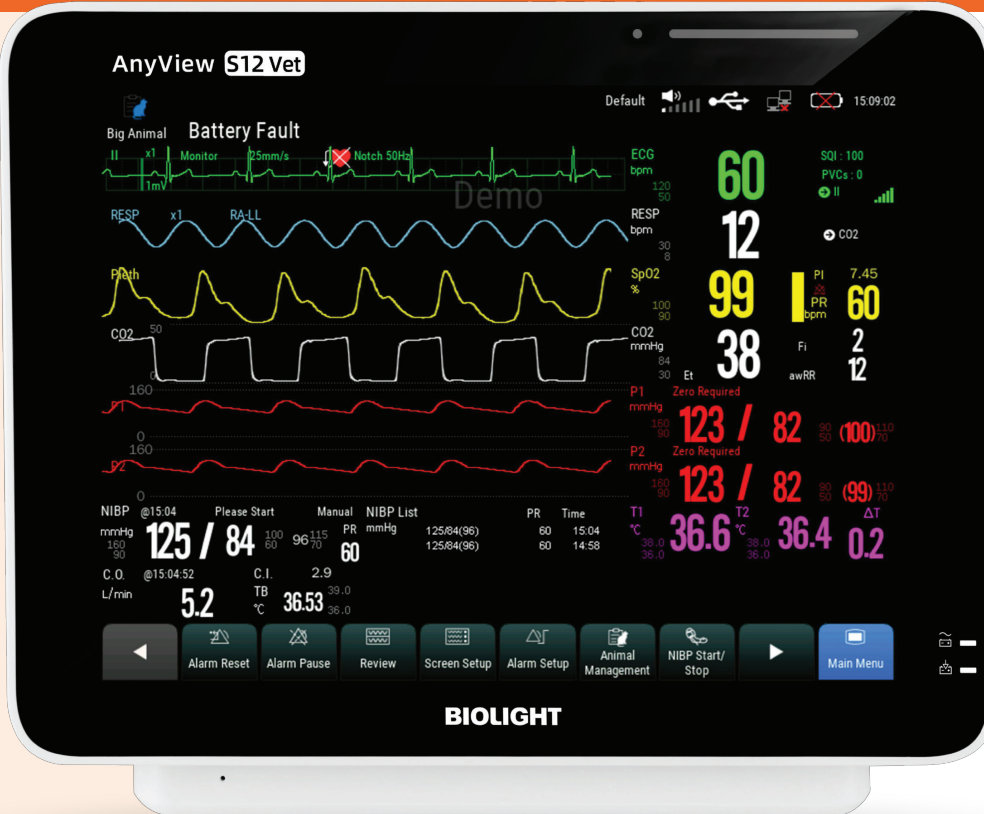 AnyView S12 Vet
Default 15:09:02
Big Animal Battery Fault
II x1 Monitor 25mm/s Notch 50Hz
1mV
Demo
ECG
bpm
120
50
60
SQI : 100
PVCs : 0
II
RESP x1 RA-LL
RESP
bpm
30
8
12
CO2
Pleth
SpO2
%
100
90
99
PI 7.45
PR
bpm
60
CO2 50
0
CO2
mmHg
84
30
Et 38
Fi 2
awRR 12
160
P1
0
P1 Zero Required
mmHg
160
90
123 / 82
90
50
(100)
110
70
160
P2
0
P2 Zero Required
mmHg
160
90
123 / 82
90
50
(99)
110
70
NIBP @15:04 Please Start Manual
mmHg
160
90
125 / 84
100
60
96
115
70
PR
60
NIBP List PR Time
mmHg 125/84(96) 60 15:04
125/84(96) 60 14:58
T1
°C
38.0
36.0
36.6
T2
°C
38.0
36.0
36.4
ΔT
0.2
C.O. @15:04:52
L/min
5.2
C.I. 2.9
TB
°C
36.53
39.0
36.0
Alarm Reset
Alarm Pause
Review
Screen Setup
Alarm Setup
Animal
Management
NIBP Start/
Stop
Main Menu
BIOLIGHT